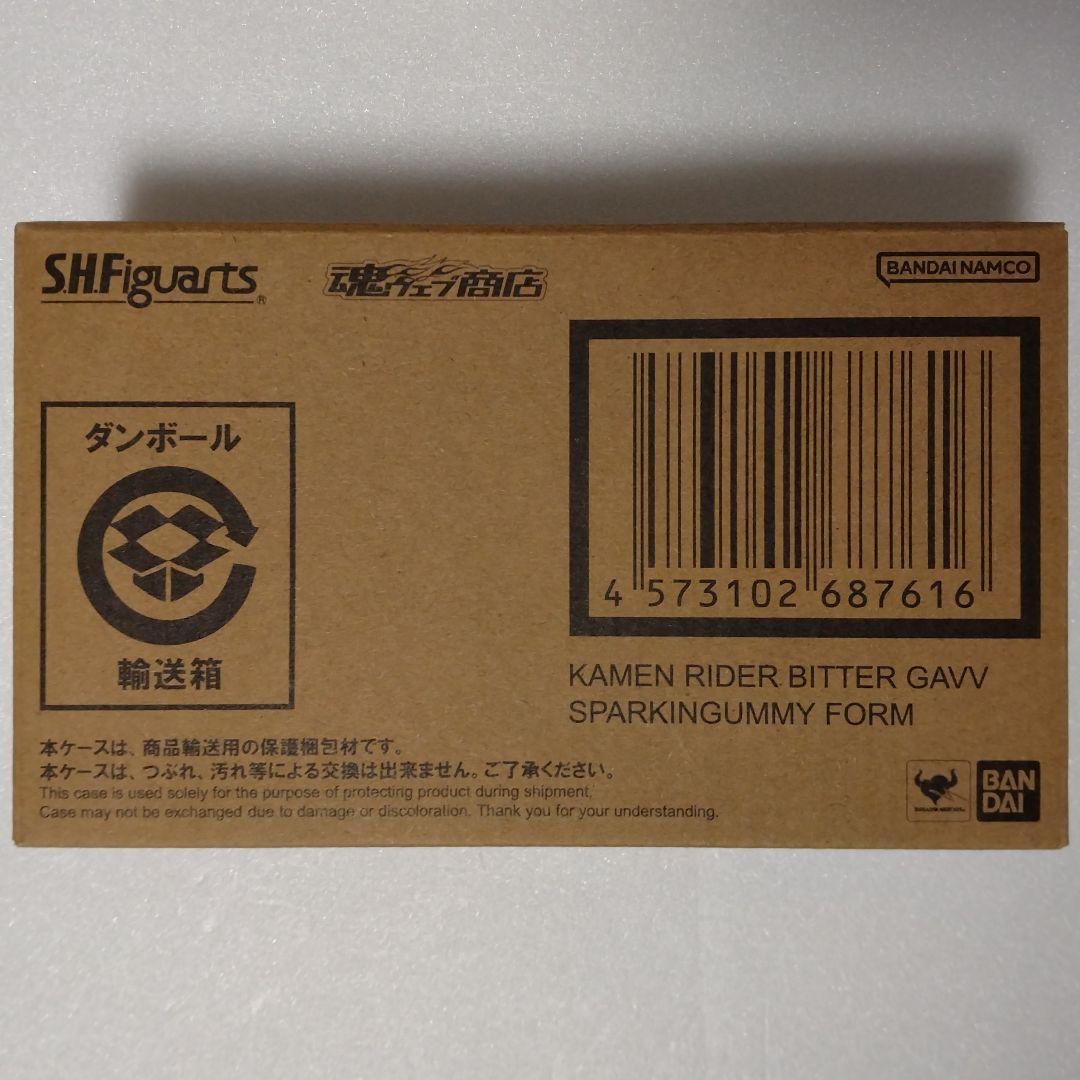 S.H.Figuarts®
魂ウェブ商店
BANDAI NAMCO
ダンボール
輸送箱
4 573102 687616
KAMEN RIDER BITTER GAVV
SPARKINGUMMY FORM
本ケースは、商品輸送用の保護梱包材です。
本ケースは、つぶれ、汚れ等による交換は出来ません。ご了承ください。
This case is used solely for the purpose of protecting product during shipment,
Case may not be exchanged due to damage or discoloration. Thank you for your understanding.
BAN
DAI